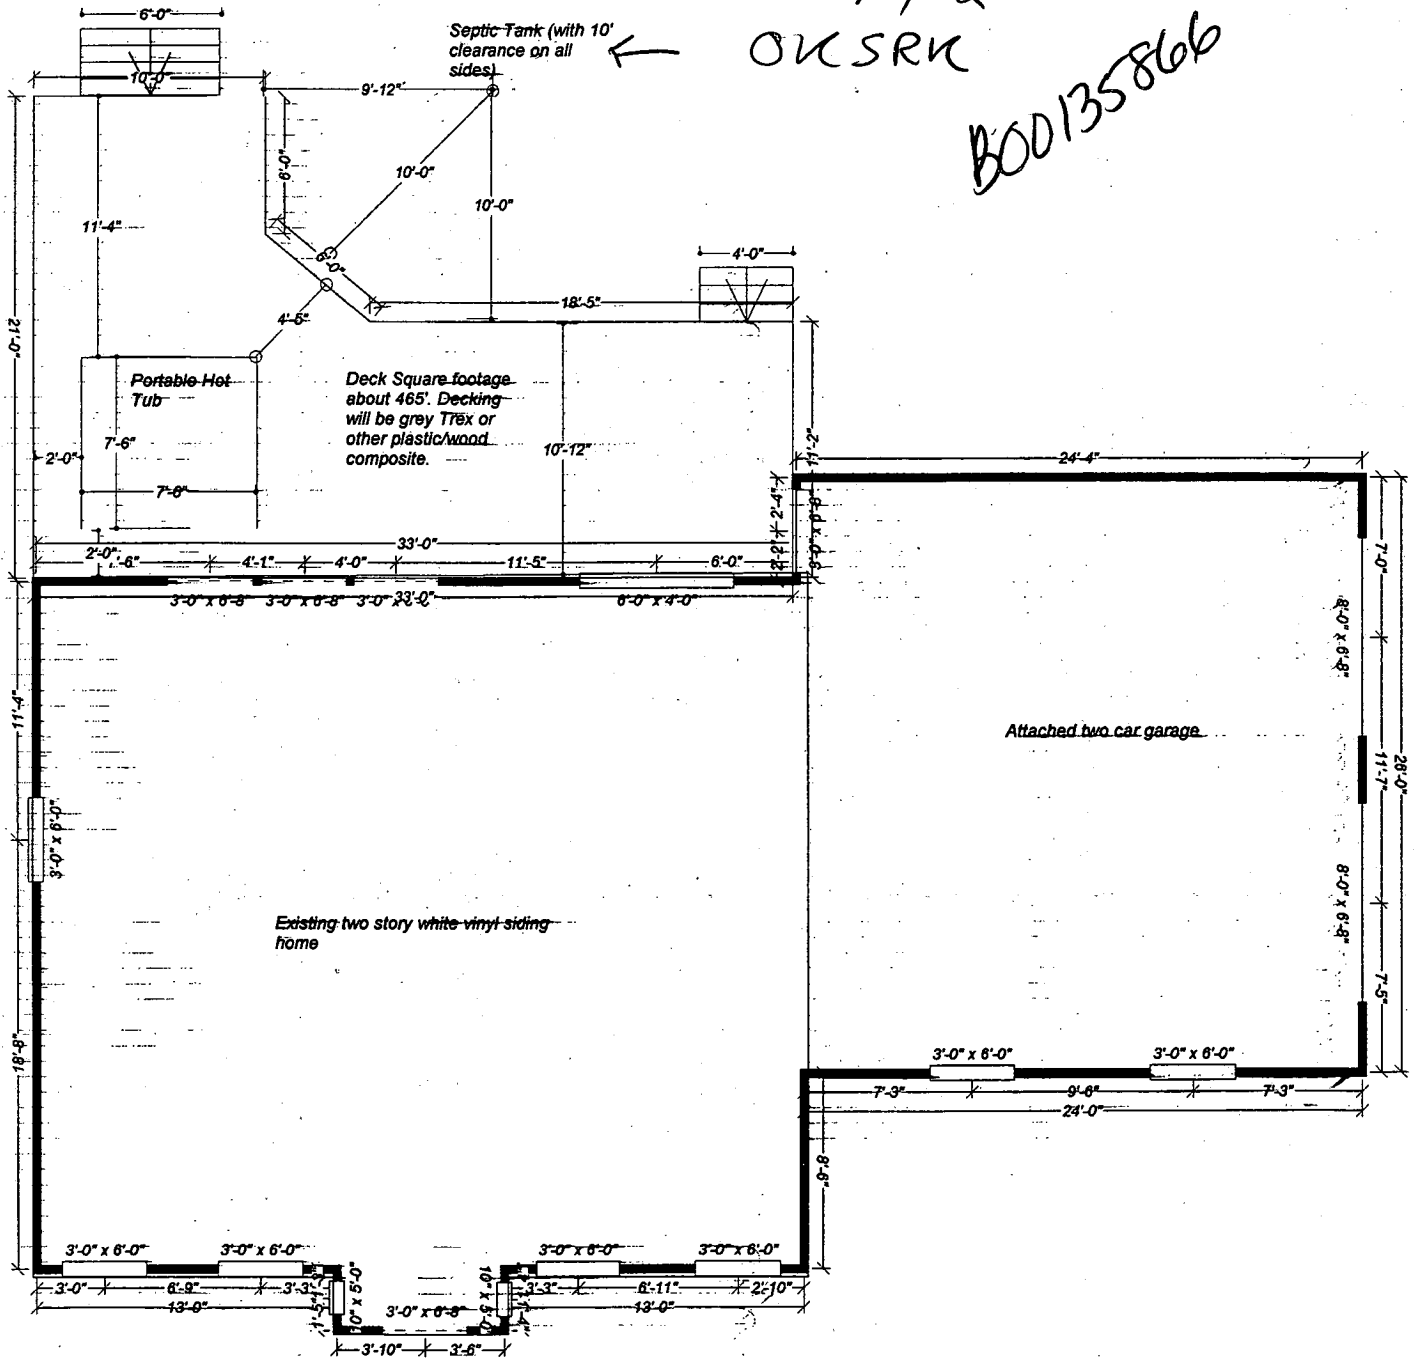 6'-0"
Septic Tank (with 10'
clearance on all
sides)
OKSRK
B00135866
10'-0"
9'-12"
6'-0"
10'-0"
10'-0"
11'-4"
6'-0"
4'-0"
18'-5"
4'-5"
21'-0"
Portable Hot
Tub
Deck Square footage
about 465'. Decking
will be grey Trex or
other plastic/wood
composite.
7'-6"
2'-0"
7'-6"
10'-12"
11'-2"
24'-4"
2'-4"
2'-2"
33'-0"
2'-0"
4'-1"
4'-0"
11'-5"
6'-0"
3'-0" x 6'-8"
3'-0" x 6'-8"
33'-0"
6'-0" x 4'-0"
7'-0"
8'-0" x 6'-8"
11'-4"
Attached two car garage
11'-7"
28'-0"
3'-0" x 6'-0"
8'-0" x 6'-8"
Existing two story white vinyl siding
home
7'-5"
18'-8"
3'-0" x 6'-0"
3'-0" x 6'-0"
7'-3"
9'-6"
7'-3"
24'-0"
9'-8"
3'-0" x 6'-0"
3'-0" x 6'-0"
3'-0" x 6'-0"
3'-0" x 6'-0"
3'-0"
6'-9"
3'-3"
3'-3"
6'-11"
2'-10"
13'-0"
3'-0" x 6'-8"
13'-0"
3'-10"
3'-6"